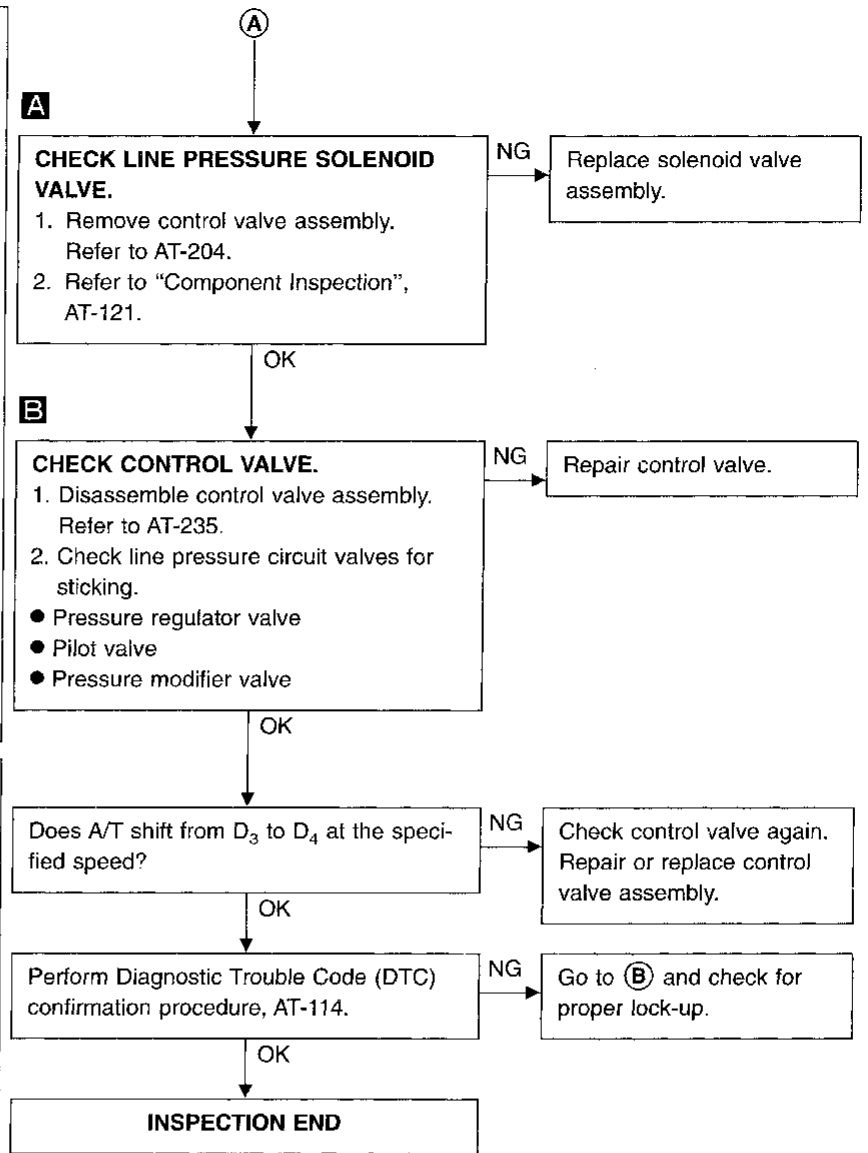 A
A
CHECK LINE PRESSURE SOLENOID
VALVE.
1. Remove control valve assembly.
Refer to AT-204.
2. Refer to “Component Inspection”,
AT-121.
NG
Replace solenoid valve
assembly.
OK
B
CHECK CONTROL VALVE.
1. Disassemble control valve assembly.
Refer to AT-235.
2. Check line pressure circuit valves for
sticking.
● Pressure regulator valve
● Pilot valve
● Pressure modifier valve
NG
Repair control valve.
OK
Does A/T shift from D₃ to D₄ at the speci-
fied speed?
NG
Check control valve again.
Repair or replace control
valve assembly.
OK
Perform Diagnostic Trouble Code (DTC)
confirmation procedure, AT-114.
NG
Go to Ⓑ and check for
proper lock-up.
OK
INSPECTION END